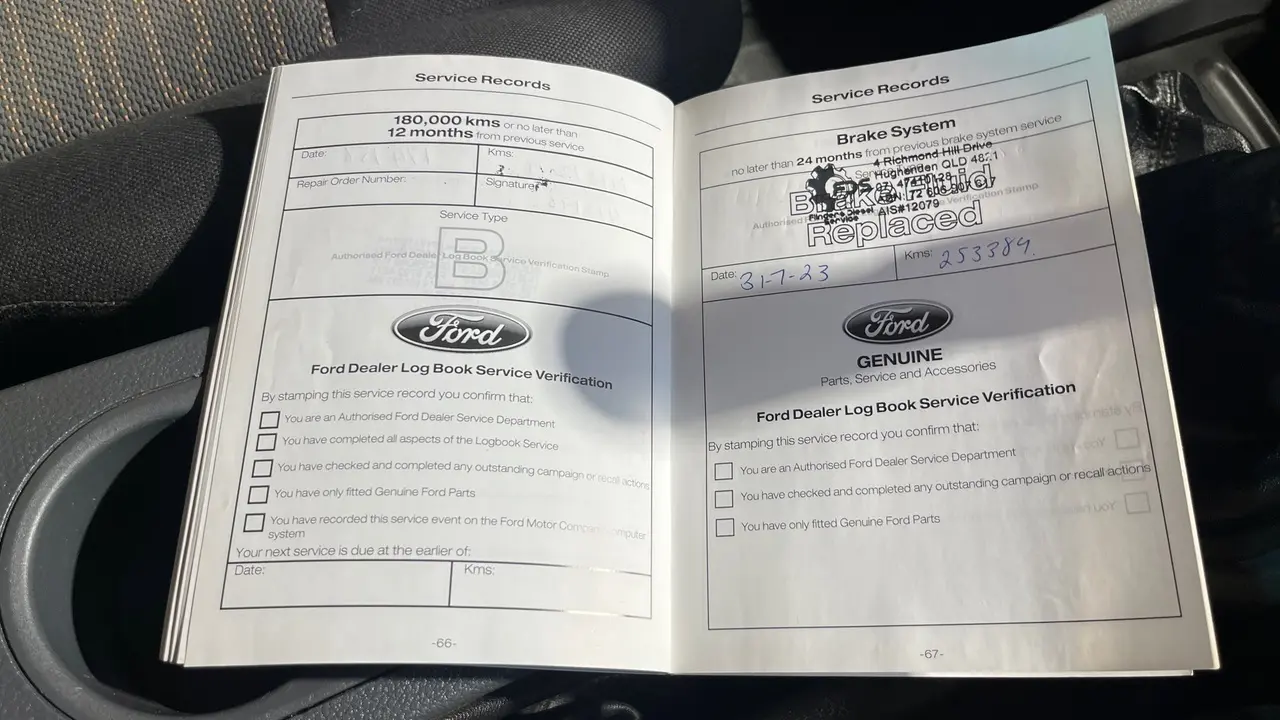 Service Records
180,000 kms or no later than
12 months from previous service
Date:
Kms:
Repair Order Number:
Signature
Service Type
B
Authorised Ford Dealer Log Book Service Verification Stamp
Ford
Ford Dealer Log Book Service Verification
By stamping this service record you confirm that:
You are an Authorised Ford Dealer Service Department
You have completed all aspects of the Logbook Service
You have checked and completed any outstanding campaign or recall actions
You have only fitted Genuine Ford Parts
You have recorded this service event on the Ford Motor Company computer
system
Your next service is due at the earlier of:
Date:
Kms:
-66-
Service Records
Brake System
no later than 24 months from previous brake system service
4 Richmond Hill Drive
Hughenden QLD 4821
FDS
Flinders Diesel
Service
AIS#12079
Brake Fluid
Replaced
Verification Stamp
Date: 31-7-23
Kms: 253384.
Ford
GENUINE
Parts, Service and Accessories
Ford Dealer Log Book Service Verification
By stamping this service record you confirm that:
You are an Authorised Ford Dealer Service Department
You have checked and completed any outstanding campaign or recall actions
You have only fitted Genuine Ford Parts
-67-